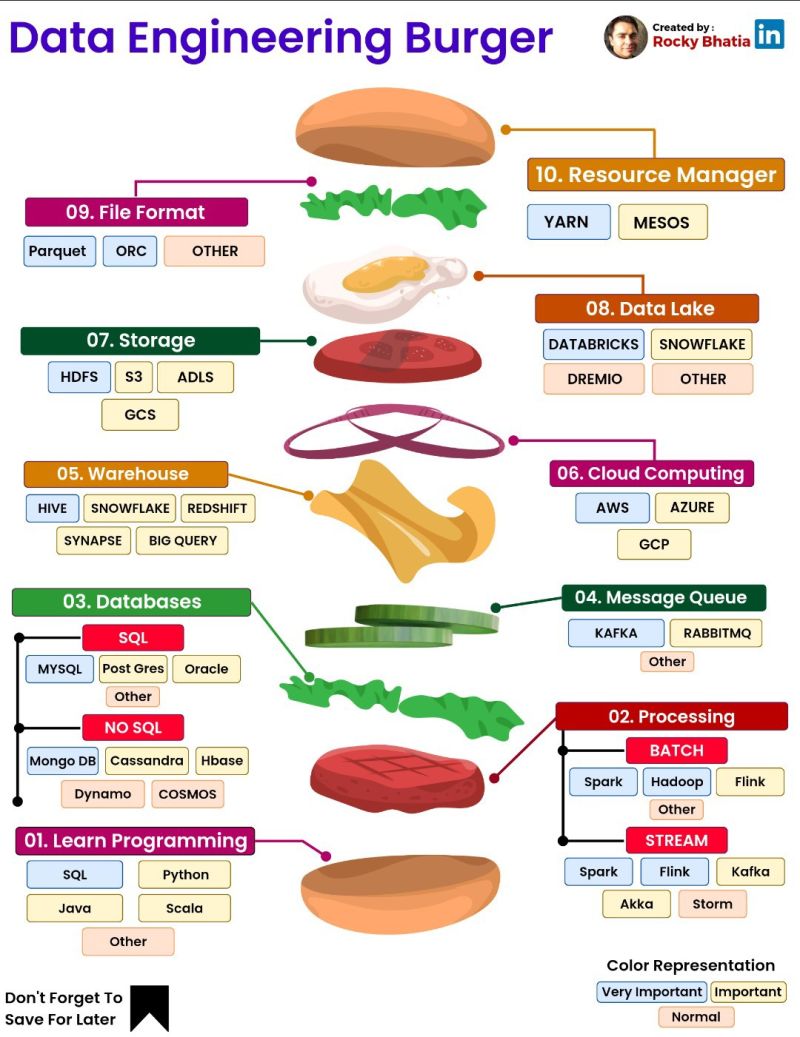 Data Engineering Burger
Created by :
Rocky Bhatia
in
10. Resource Manager
YARN MESOS
09. File Format
Parquet ORC OTHER
08. Data Lake
DATABRICKS SNOWFLAKE
DREMIO OTHER
07. Storage
HDFS S3 ADLS
GCS
06. Cloud Computing
AWS AZURE
GCP
05. Warehouse
HIVE SNOWFLAKE REDSHIFT
SYNAPSE BIG QUERY
04. Message Queue
KAFKA RABBITMQ
Other
03. Databases
SQL
MYSQL Post Gres Oracle
Other
NO SQL
Mongo DB Cassandra Hbase
Dynamo COSMOS
02. Processing
BATCH
Spark Hadoop Flink
Other
STREAM
Spark Flink Kafka
Akka Storm
01. Learn Programming
SQL Python
Java Scala
Other
Color Representation
Very Important Important
Normal
Don't Forget To
Save For Later